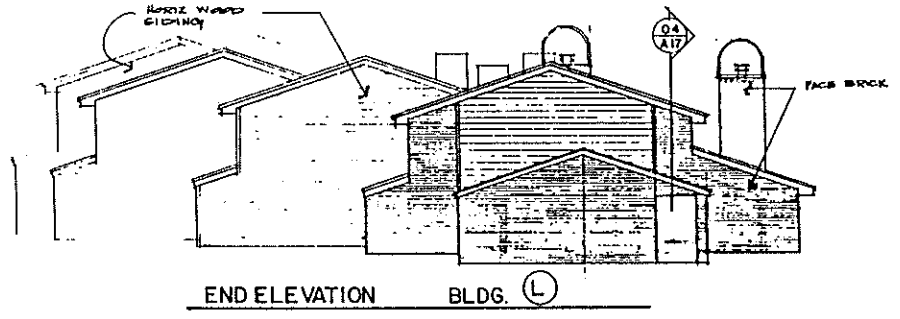 HORIZ WOOD
SIDING
04
A17
FACE BRICK
END ELEVATION BLDG. L